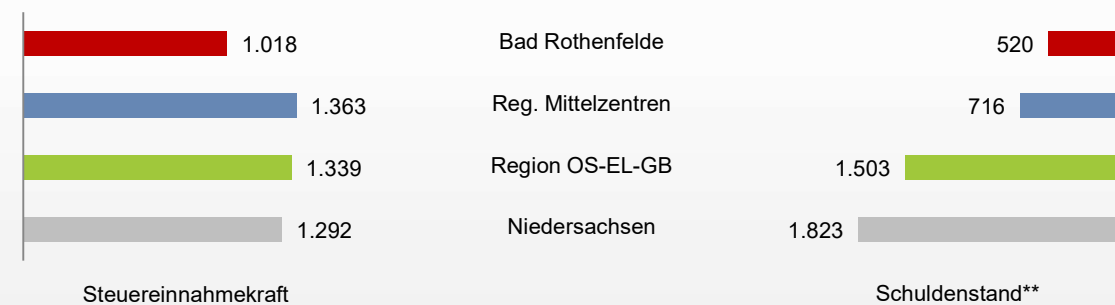 1.018 Bad Rothenfelde 520
1.363 Reg. Mittelzentren 716
1.339 Region OS-EL-GB 1.503
1.292 Niedersachsen 1.823
Steuereinnahmekraft Schuldenstand**